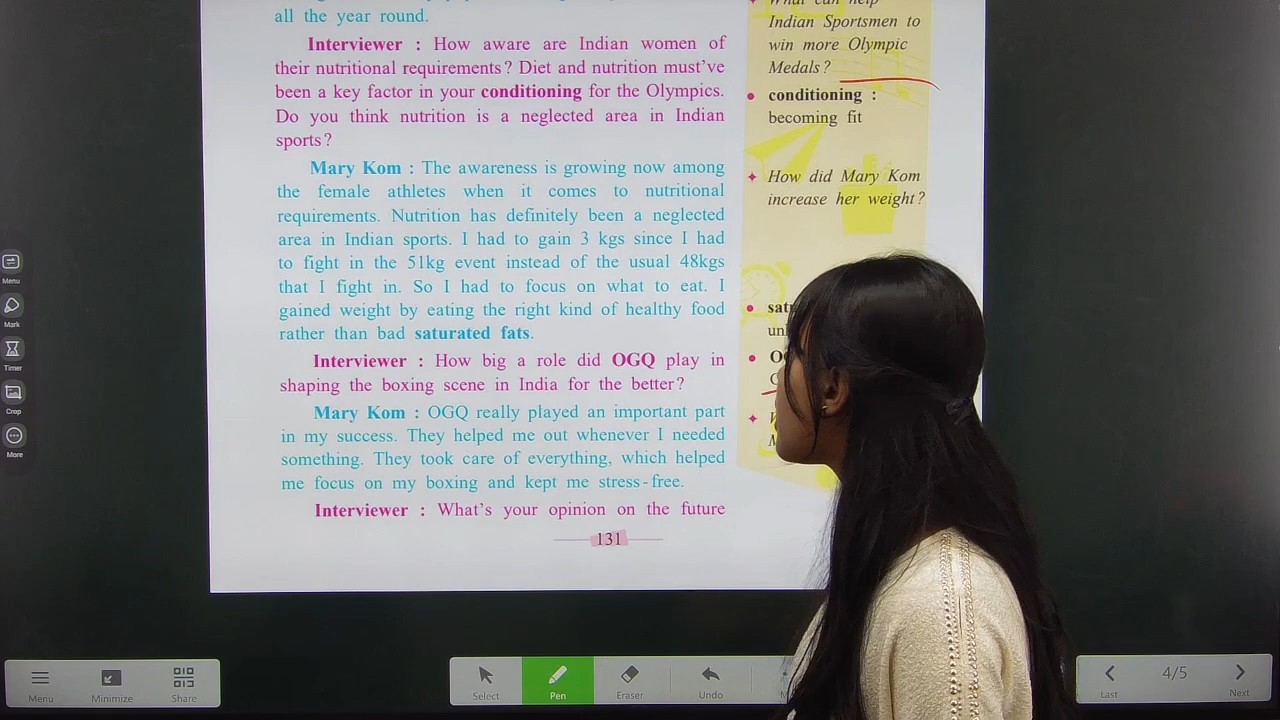 all the year round.
Interviewer : How aware are Indian women of
their nutritional requirements? Diet and nutrition must've
been a key factor in your conditioning for the Olympics.
Do you think nutrition is a neglected area in Indian
sports?
Mary Kom : The awareness is growing now among
the female athletes when it comes to nutritional
requirements. Nutrition has definitely been a neglected
area in Indian sports. I had to gain 3 kgs since I had
to fight in the 51kg event instead of the usual 48kgs
that I fight in. So I had to focus on what to eat. I
gained weight by eating the right kind of healthy food
rather than bad saturated fats.
Interviewer : How big a role did OGQ play in
shaping the boxing scene in India for the better?
Mary Kom : OGQ really played an important part
in my success. They helped me out whenever I needed
something. They took care of everything, which helped
me focus on my boxing and kept me stress-free.
Interviewer : What's your opinion on the future
131
What can help
Indian Sportsmen to
win more Olympic
Medals?
conditioning :
becoming fit
How did Mary Kom
increase her weight?
Menu
Mark
Timer
Crop
More
Menu
Minimize
Share
Select
Pen
Eraser
Undo
Last
4/5
Next